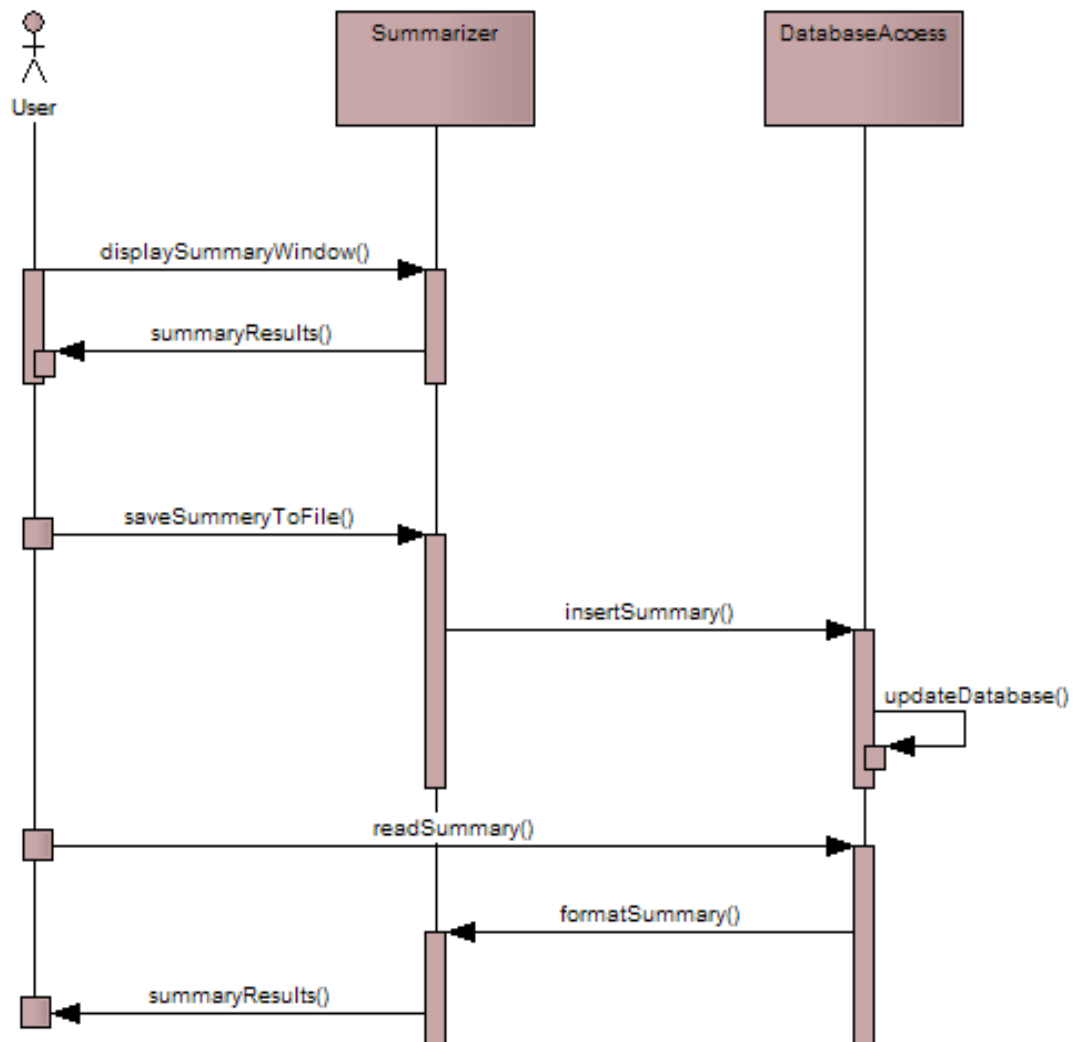 Summarizer
DatabaseAccess
User
displaySummaryWindow()
summaryResults()
saveSummeryToFile()
insertSummary()
updateDatabase()
readSummary()
formatSummary()
summaryResults()